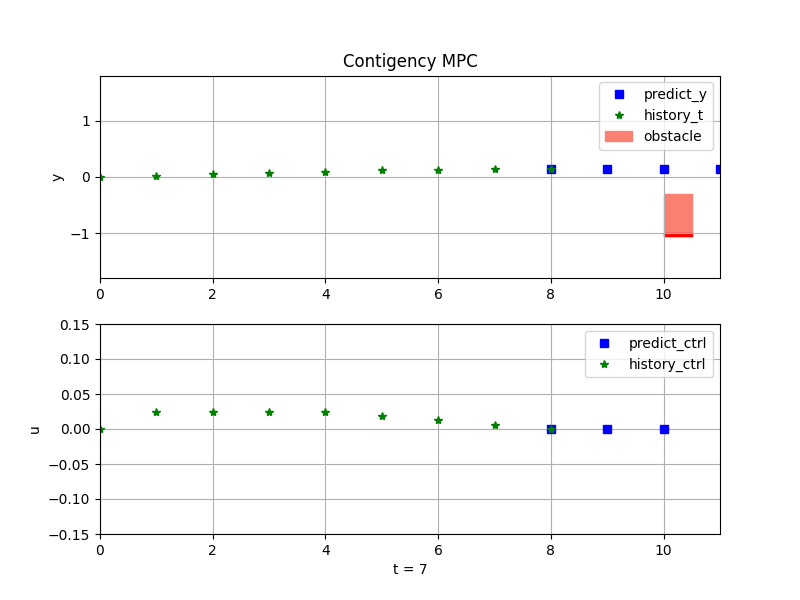 Contigency MPC
predict_y
history_t
obstacle
y
1
0
−1
0 2 4 6 8 10
predict_ctrl
history_ctrl
u
0.15
0.10
0.05
0.00
−0.05
−0.10
−0.15
0 2 4 6 8 10
t = 7